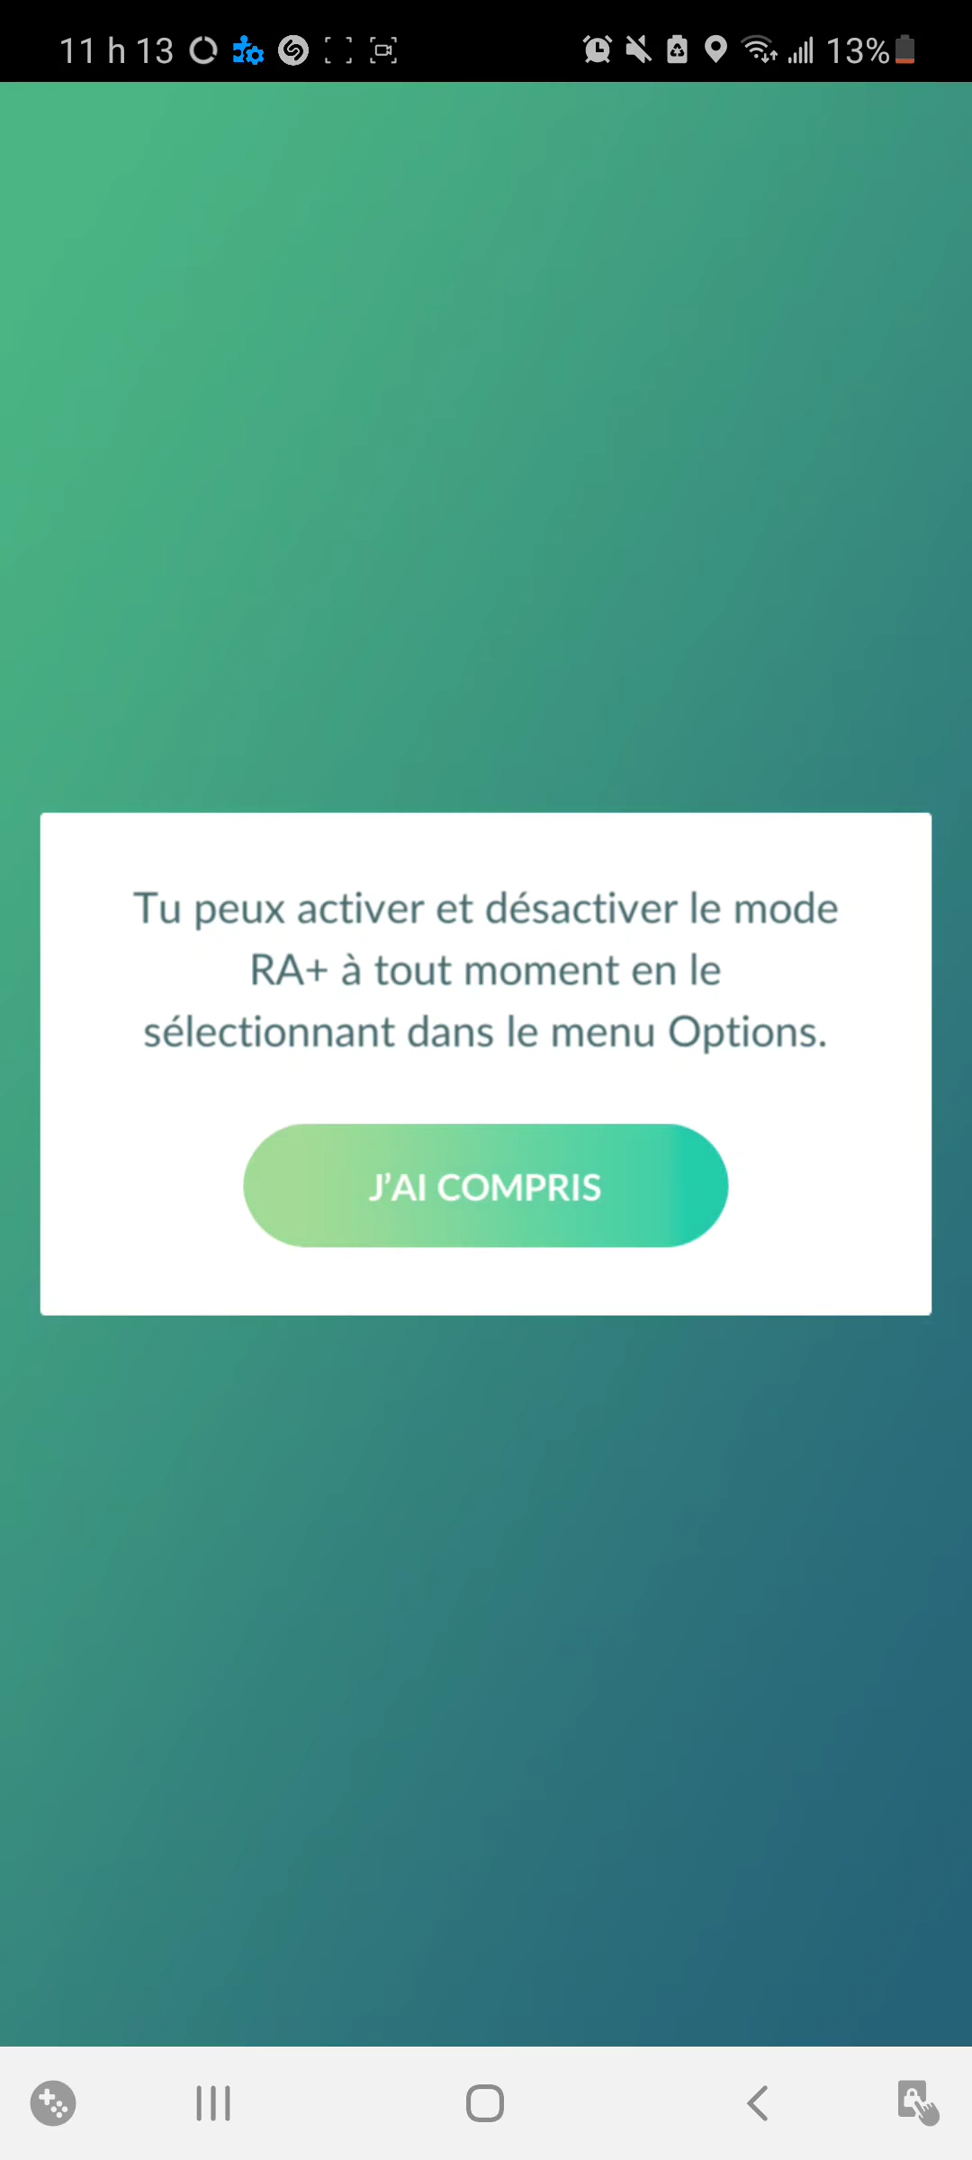 11 h 13 13%
Tu peux activer et désactiver le mode
RA+ à tout moment en le
sélectionnant dans le menu Options.
J’AI COMPRIS